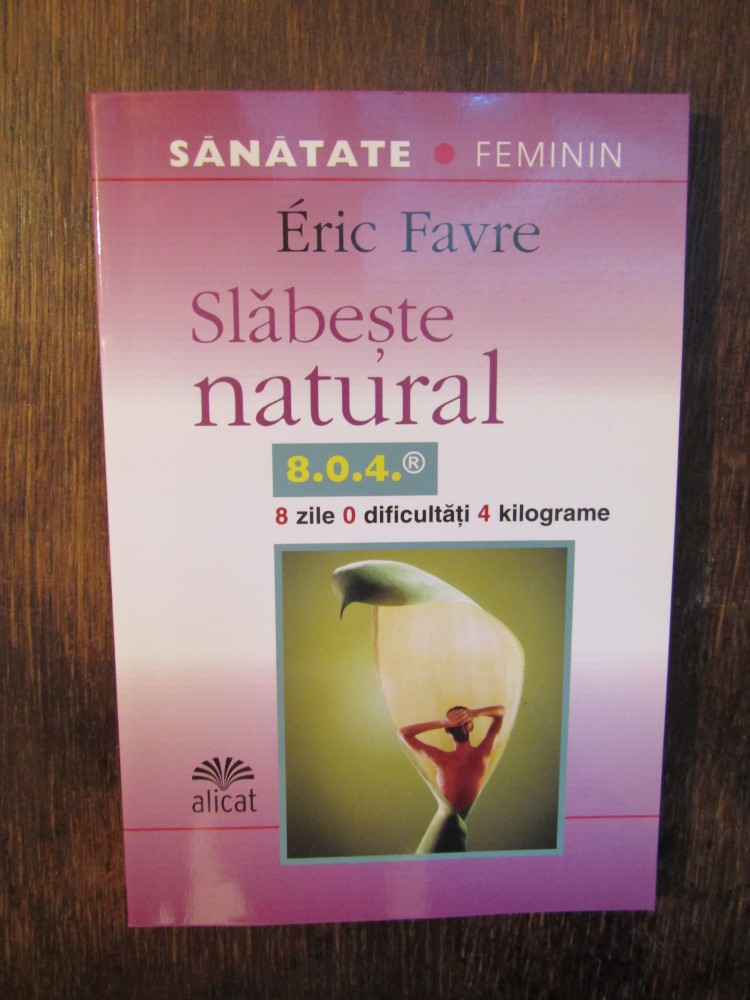 SĂNĂTATE • FEMININ
Éric Favre
Slăbește
natural
8.0.4.®
8 zile 0 dificultăți 4 kilograme
alicat